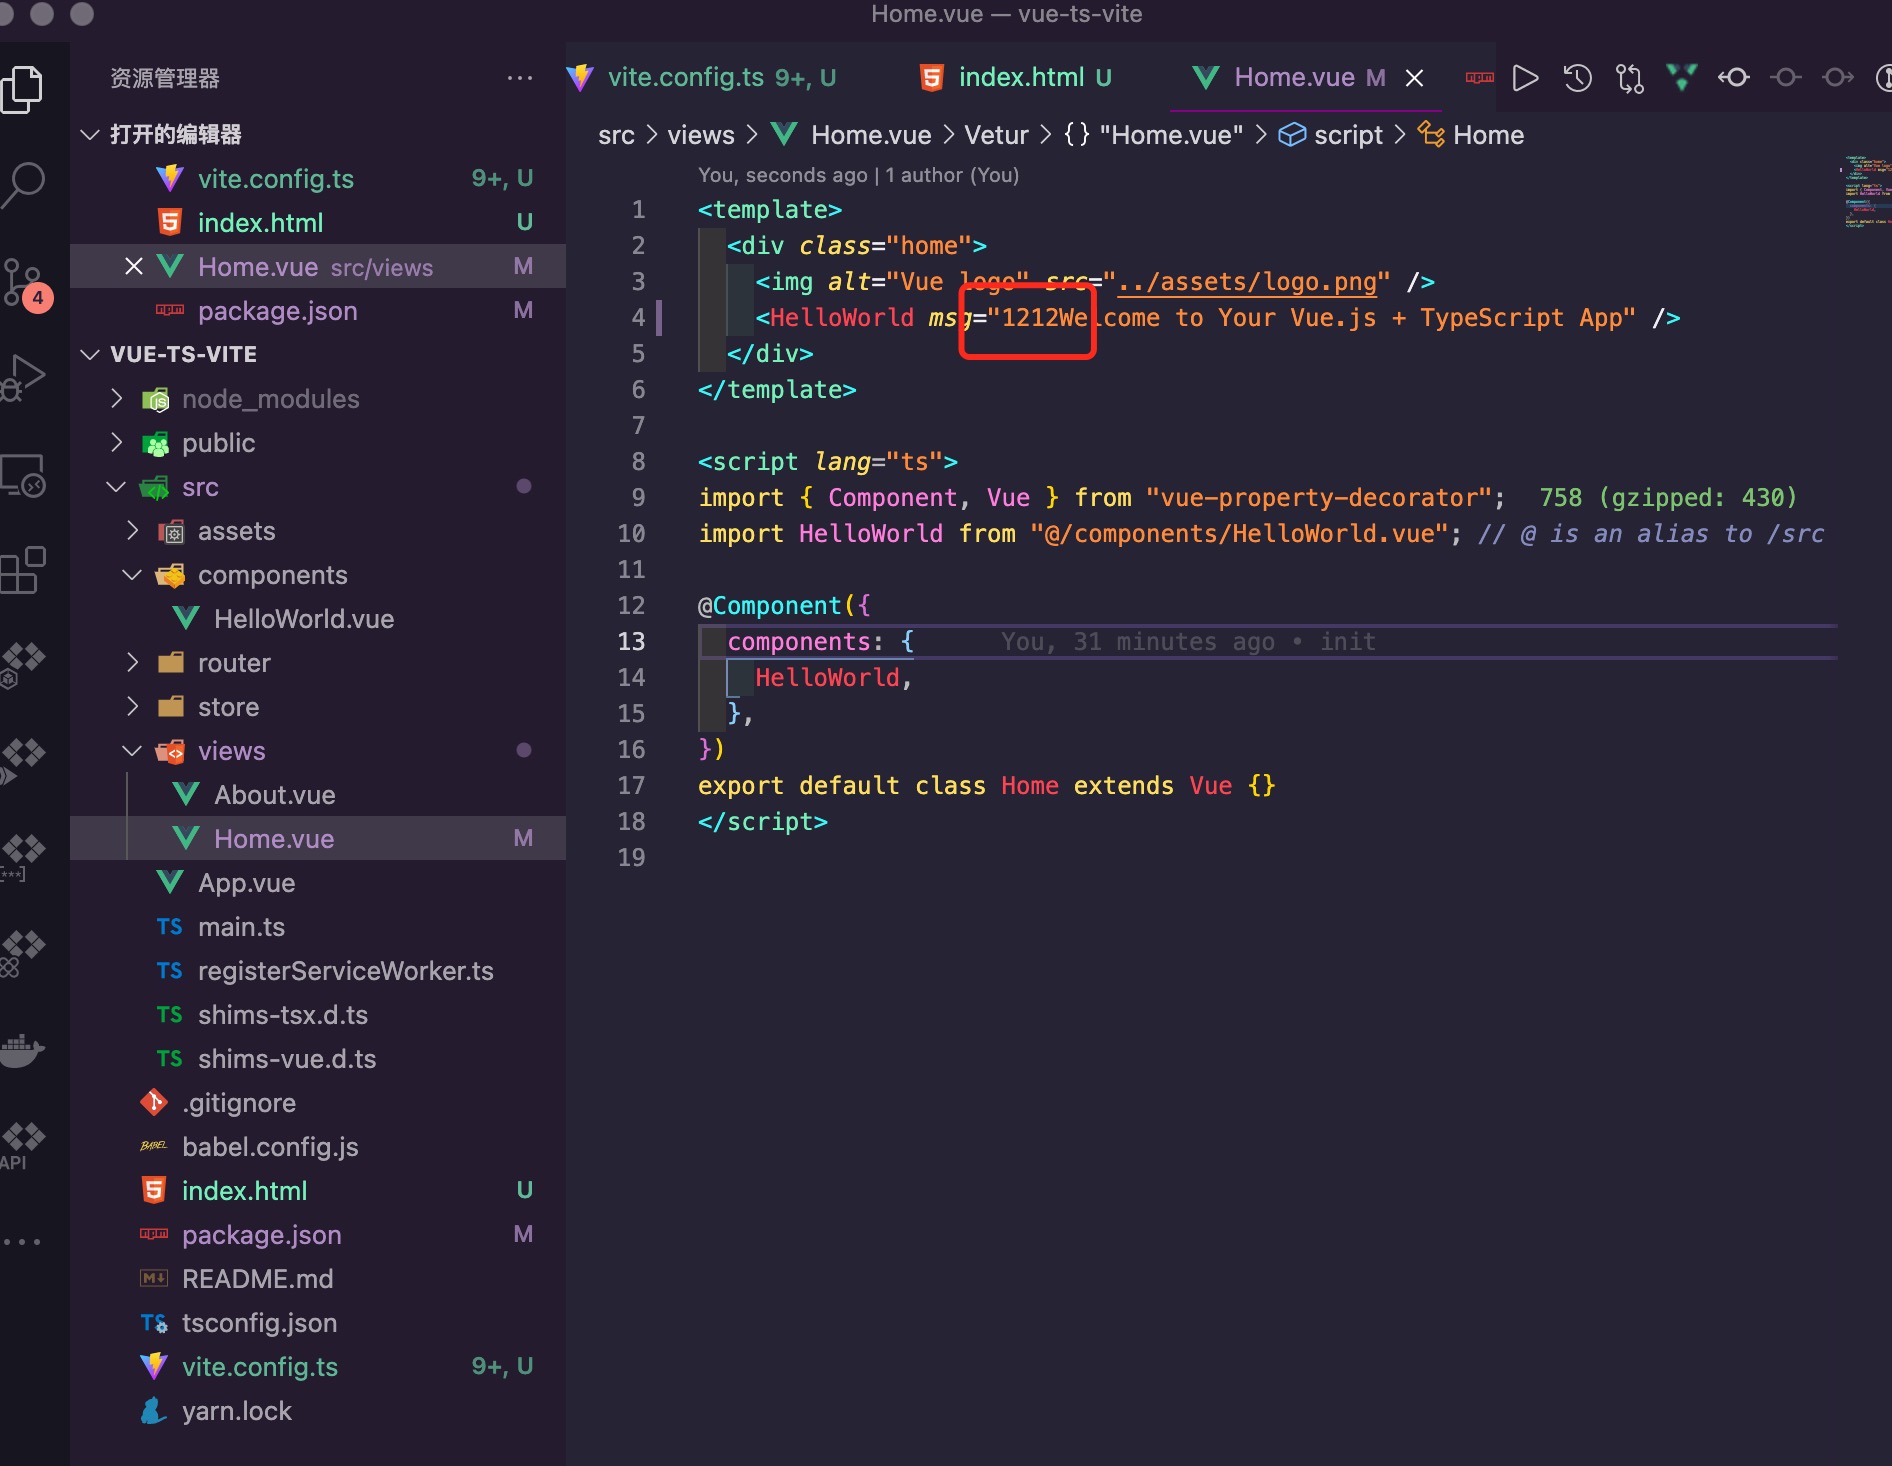 Home.vue — vue-ts-vite
资源管理器
打开的编辑器
vite.config.ts 9+, U
index.html U
Home.vue src/views M
package.json M
VUE-TS-VITE
node_modules
public
src
assets
components
HelloWorld.vue
router
store
views
About.vue
Home.vue M
App.vue
TS main.ts
TS registerServiceWorker.ts
TS shims-tsx.d.ts
TS shims-vue.d.ts
.gitignore
BABEL babel.config.js
index.html U
package.json M
README.md
TS tsconfig.json
vite.config.ts 9+, U
yarn.lock
4
API
vite.config.ts 9+, U index.html U Home.vue M
src > views > Home.vue > Vetur > {} "Home.vue" > script > Home
You, seconds ago | 1 author (You)
1 <template>
2 <div class="home">
3 <img alt="Vue logo" src="../assets/logo.png" />
4 <HelloWorld msg="1212Welcome to Your Vue.js + TypeScript App" />
5 </div>
6 </template>
7
8 <script lang="ts">
9 import { Component, Vue } from "vue-property-decorator"; 758 (gzipped: 430)
10 import HelloWorld from "@/components/HelloWorld.vue"; // @ is an alias to /src
11
12 @Component({
13 components: { You, 31 minutes ago • init
14 HelloWorld,
15 },
16 })
17 export default class Home extends Vue {}
18 </script>
19